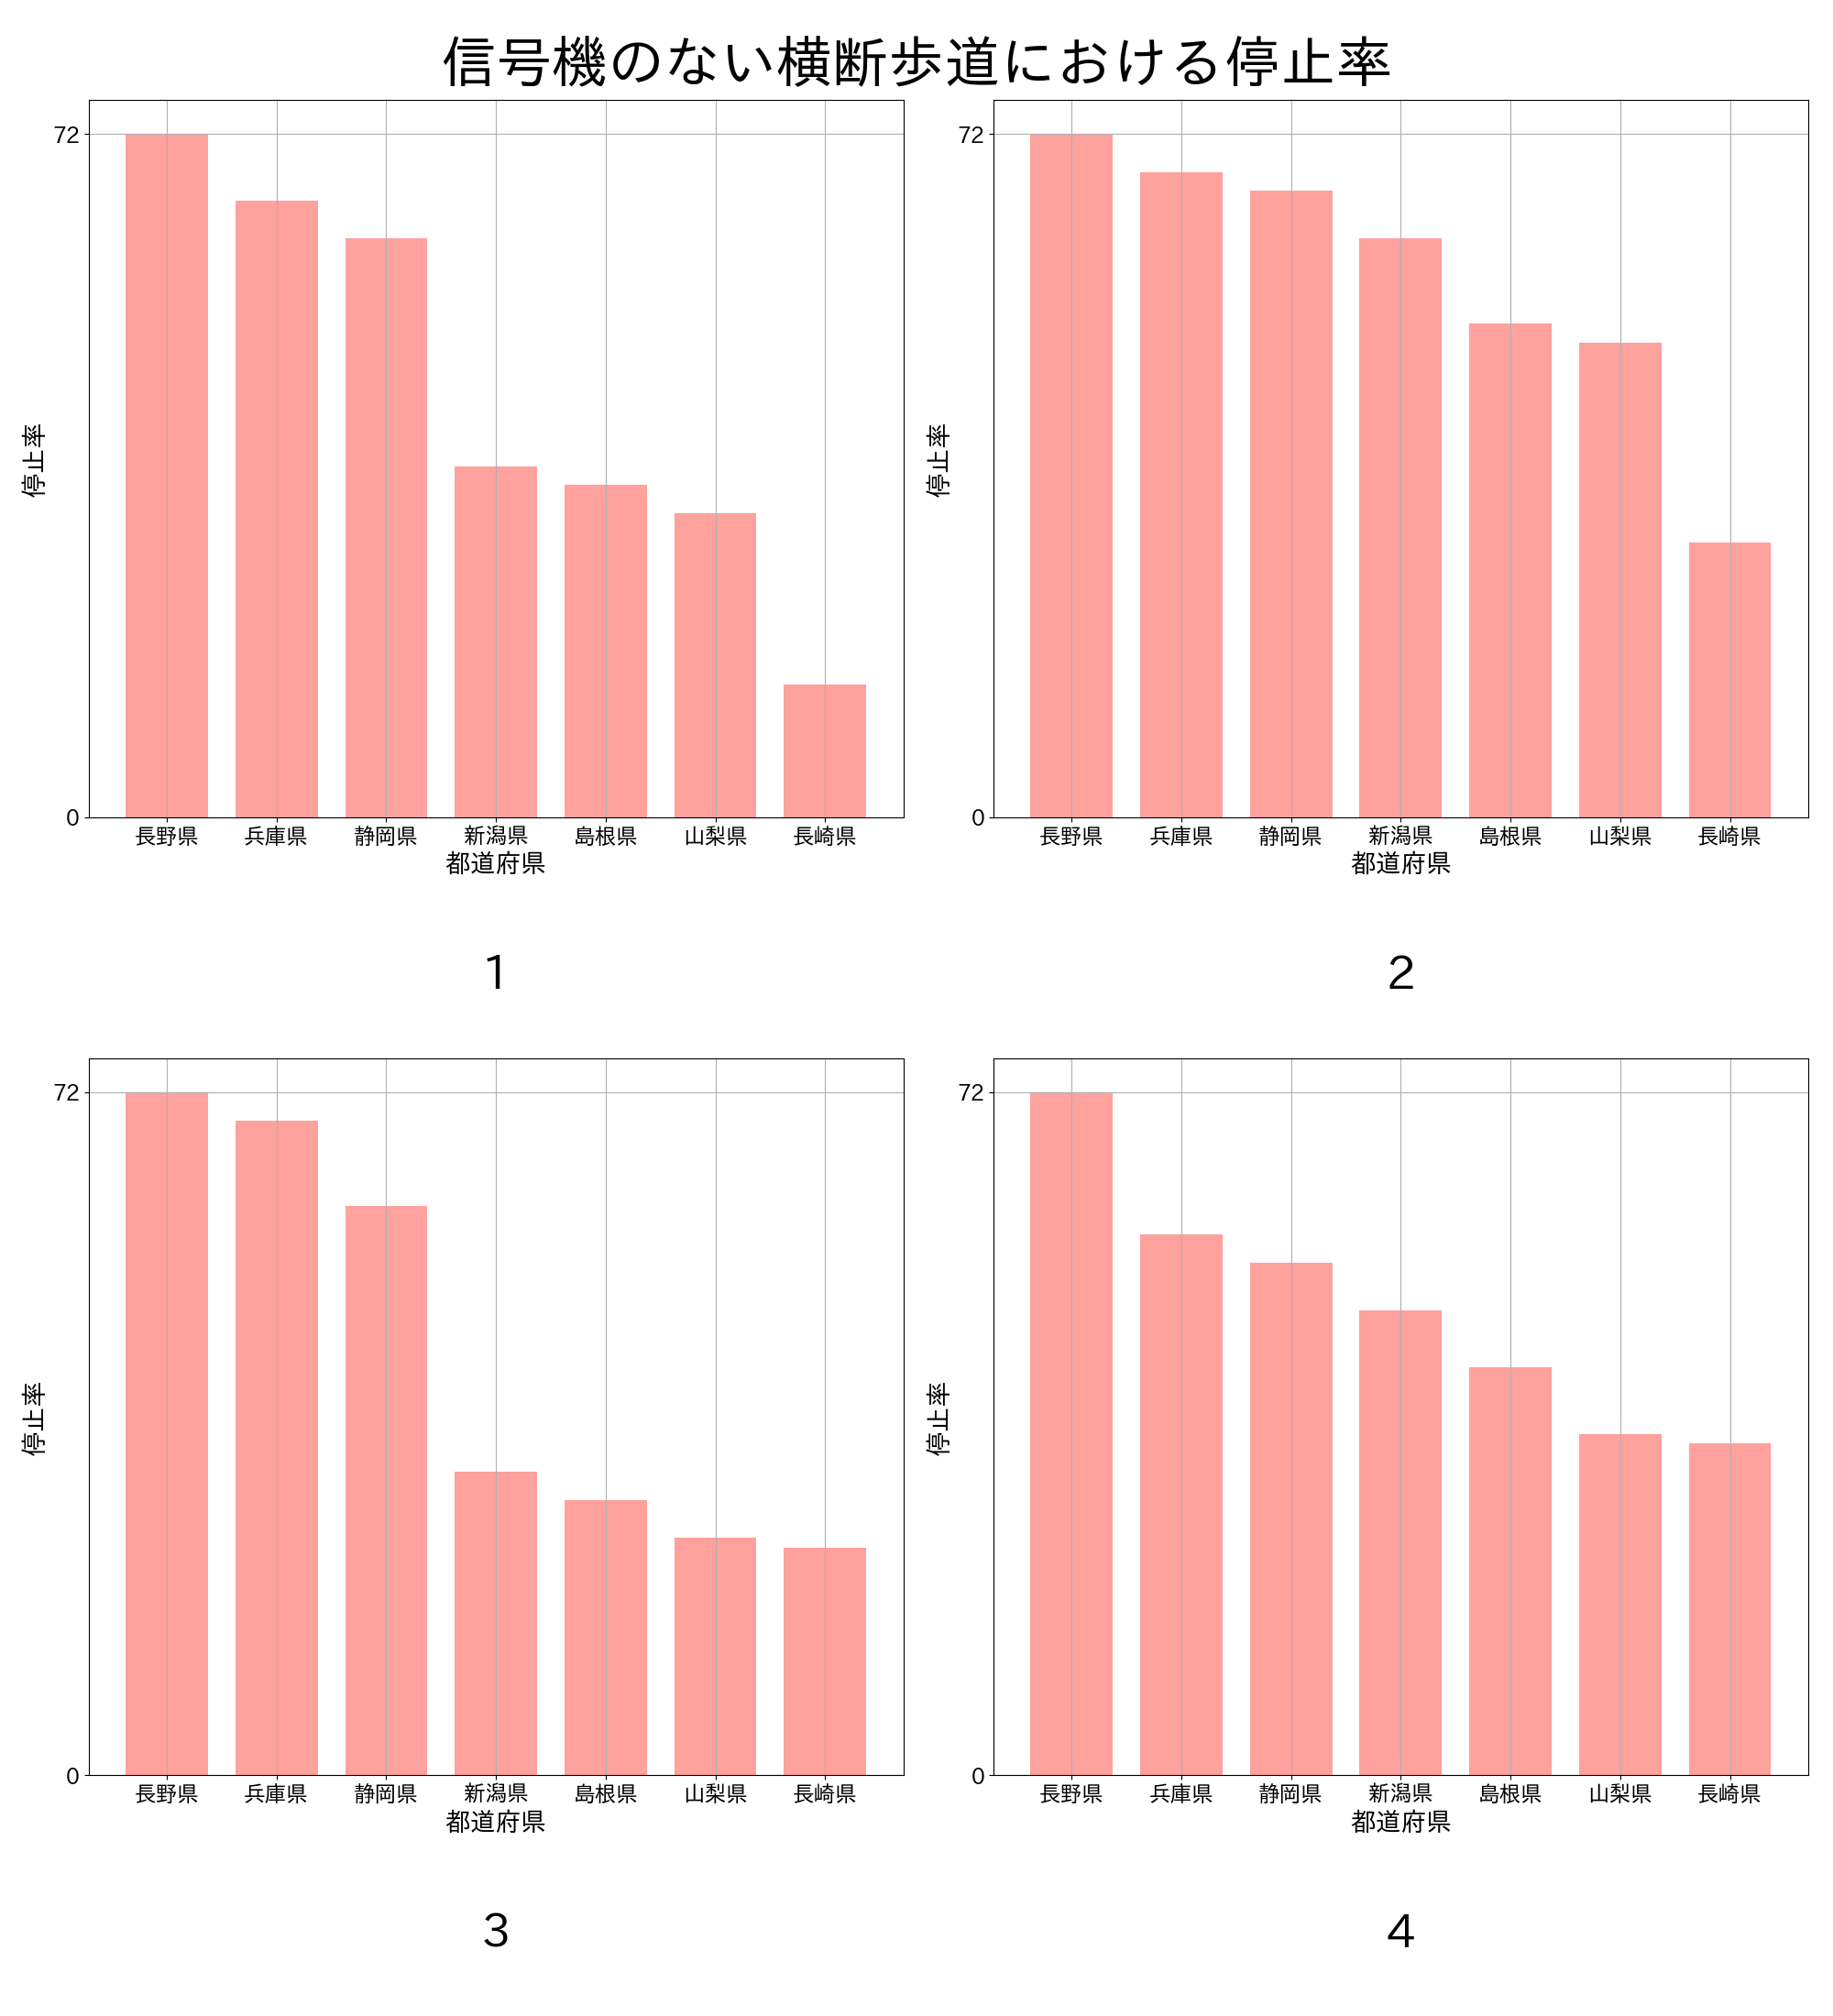 信号機のない横断歩道における停止率
72
停止率
0
長野県 兵庫県 静岡県 新潟県 島根県 山梨県 長崎県
都道府県
1
72
停止率
0
長野県 兵庫県 静岡県 新潟県 島根県 山梨県 長崎県
都道府県
2
72
停止率
0
長野県 兵庫県 静岡県 新潟県 島根県 山梨県 長崎県
都道府県
3
72
停止率
0
長野県 兵庫県 静岡県 新潟県 島根県 山梨県 長崎県
都道府県
4